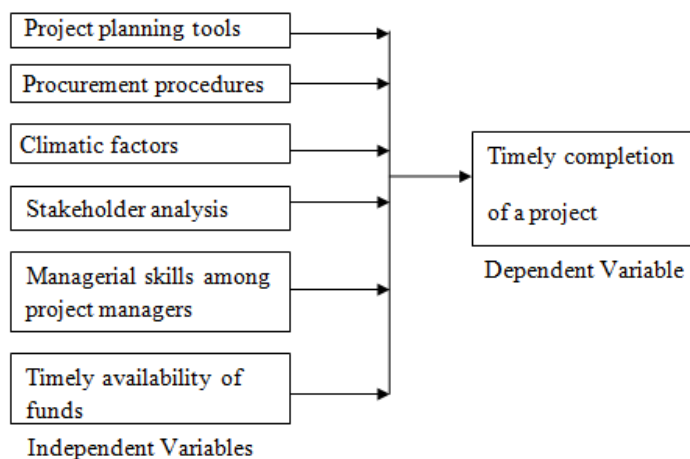 Project planning tools
Procurement procedures
Climatic factors
Stakeholder analysis
Managerial skills among
project managers
Timely availability of
funds
Independent Variables
Timely completion
of a project
Dependent Variable